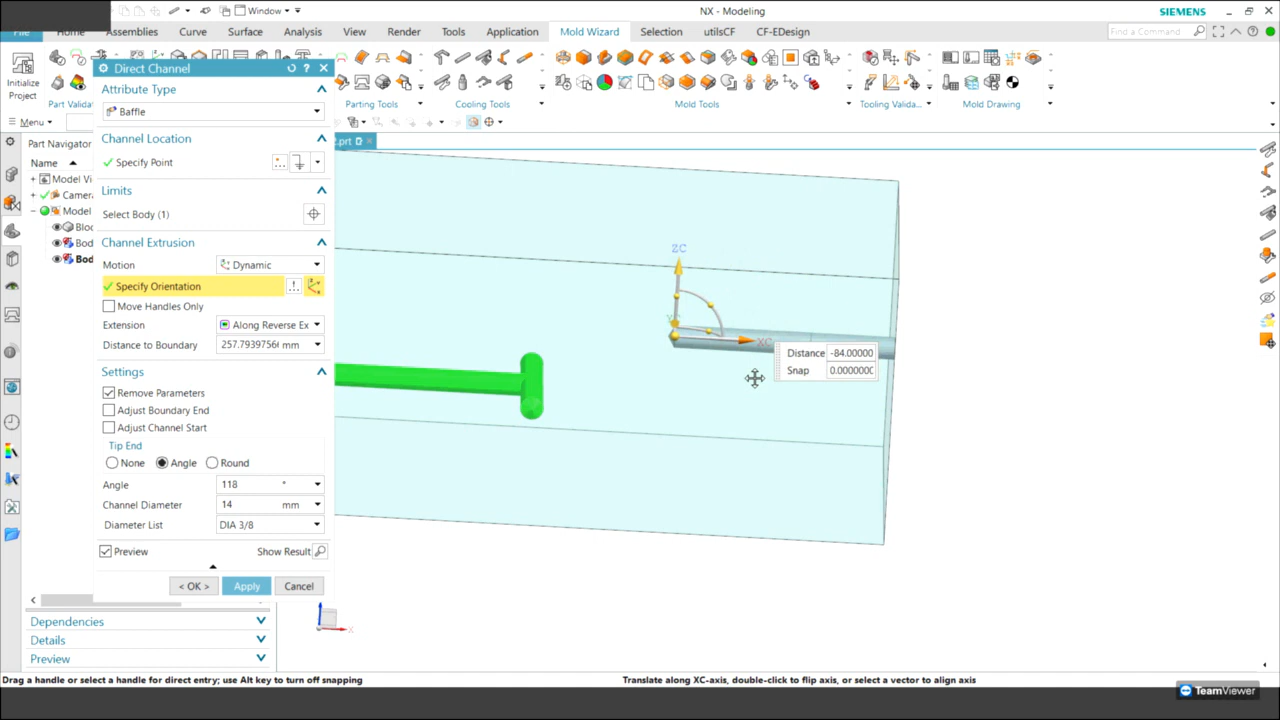 Window
NX - Modeling
SIEMENS
File
Home
Assemblies
Curve
Surface
Analysis
View
Render
Tools
Application
Mold Wizard
Selection
utilsCF
CF-EDesign
Find a Command
Initialize
Project
Part Valida
Parting Tools
Cooling Tools
Mold Tools
Tooling Valida...
Mold Drawing
Menu
Direct Channel
Attribute Type
Baffle
Channel Location
Specify Point
Limits
Select Body (1)
Channel Extrusion
Motion
Dynamic
Specify Orientation
Move Handles Only
Extension
Along Reverse Ex
Distance to Boundary
257.7939756 mm
Settings
Remove Parameters
Adjust Boundary End
Adjust Channel Start
Tip End
None
Angle
Round
Angle
118 °
Channel Diameter
14 mm
Diameter List
DIA 3/8
Preview
Show Result
< OK >
Apply
Cancel
Part Navigator
Name
Model Vi
Camera
Model
Bloc
Bod
Bod
Dependencies
Details
Preview
.prt
ZC
XC
Distance -84.00000
Snap 0.000000
X
Drag a handle or select a handle for direct entry; use Alt key to turn off snapping
Translate along XC-axis, double-click to flip axis, or select a vector to align axis
TeamViewer